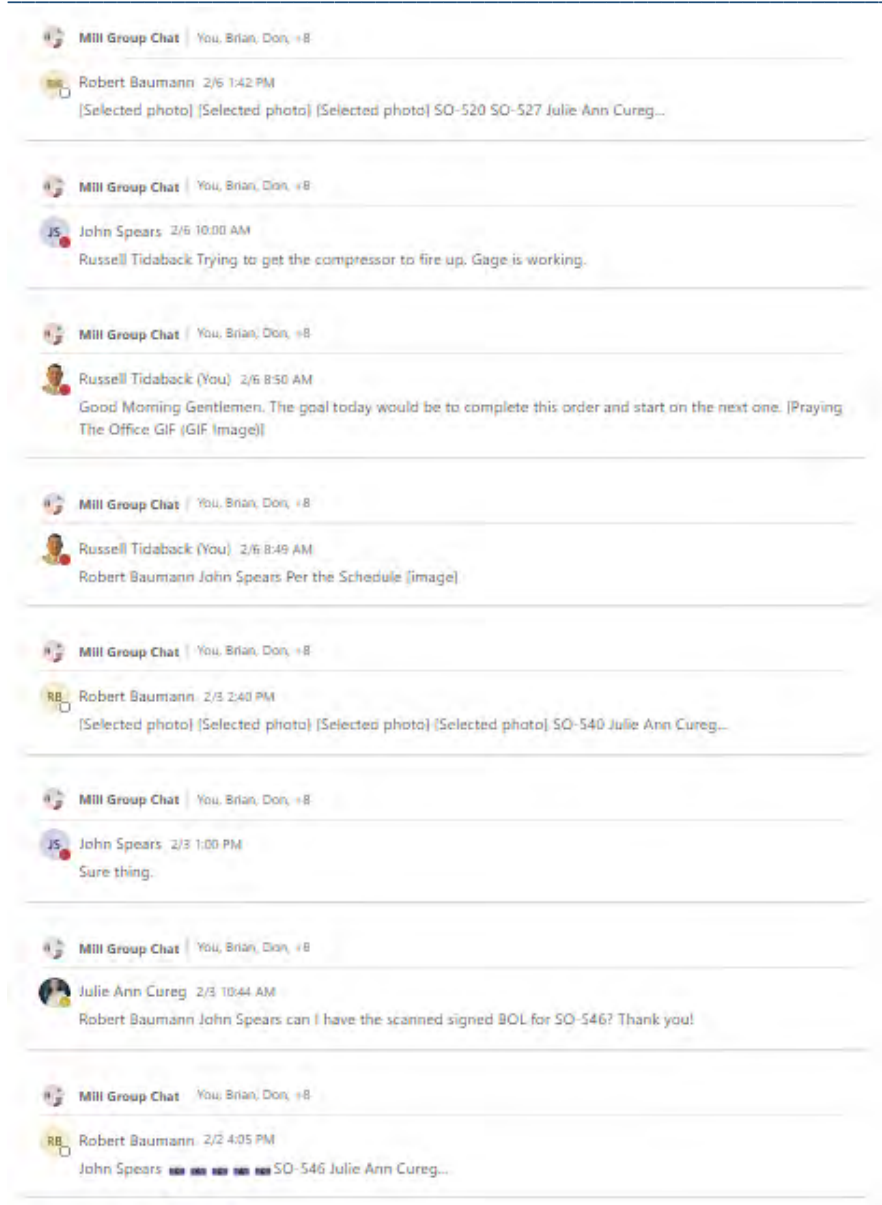 Mill Group Chat | You, Brian, Don, +8
Robert Baumann 2/6 1:42 PM
[Selected photo] [Selected photo] [Selected photo] SO-520 SO-527 Julie Ann Cureg...
Mill Group Chat | You, Brian, Don, +8
JS John Spears 2/6 10:00 AM
Russell Tidaback Trying to get the compressor to fire up. Gage is working.
Mill Group Chat | You, Brian, Don, +8
Russell Tidaback (You) 2/6 8:50 AM
Good Morning Gentlemen. The goal today would be to complete this order and start on the next one. [Praying
The Office GIF (GIF Image)]
Mill Group Chat | You, Brian, Don, +8
Russell Tidaback (You) 2/6 8:49 AM
Robert Baumann John Spears Per the Schedule [image]
Mill Group Chat | You, Brian, Don, +8
RB Robert Baumann 2/3 2:40 PM
[Selected photo] [Selected photo] [Selected photo] [Selected photo] SO-540 Julie Ann Cureg...
Mill Group Chat | You, Brian, Don, +8
JS John Spears 2/3 1:00 PM
Sure thing.
Mill Group Chat | You, Brian, Don, +8
Julie Ann Cureg 2/3 10:44 AM
Robert Baumann John Spears can I have the scanned signed BOL for SO-546? Thank you!
Mill Group Chat You, Brian, Don, +8
RB Robert Baumann 2/2 4:05 PM
John Spears SO-546 Julie Ann Cureg...